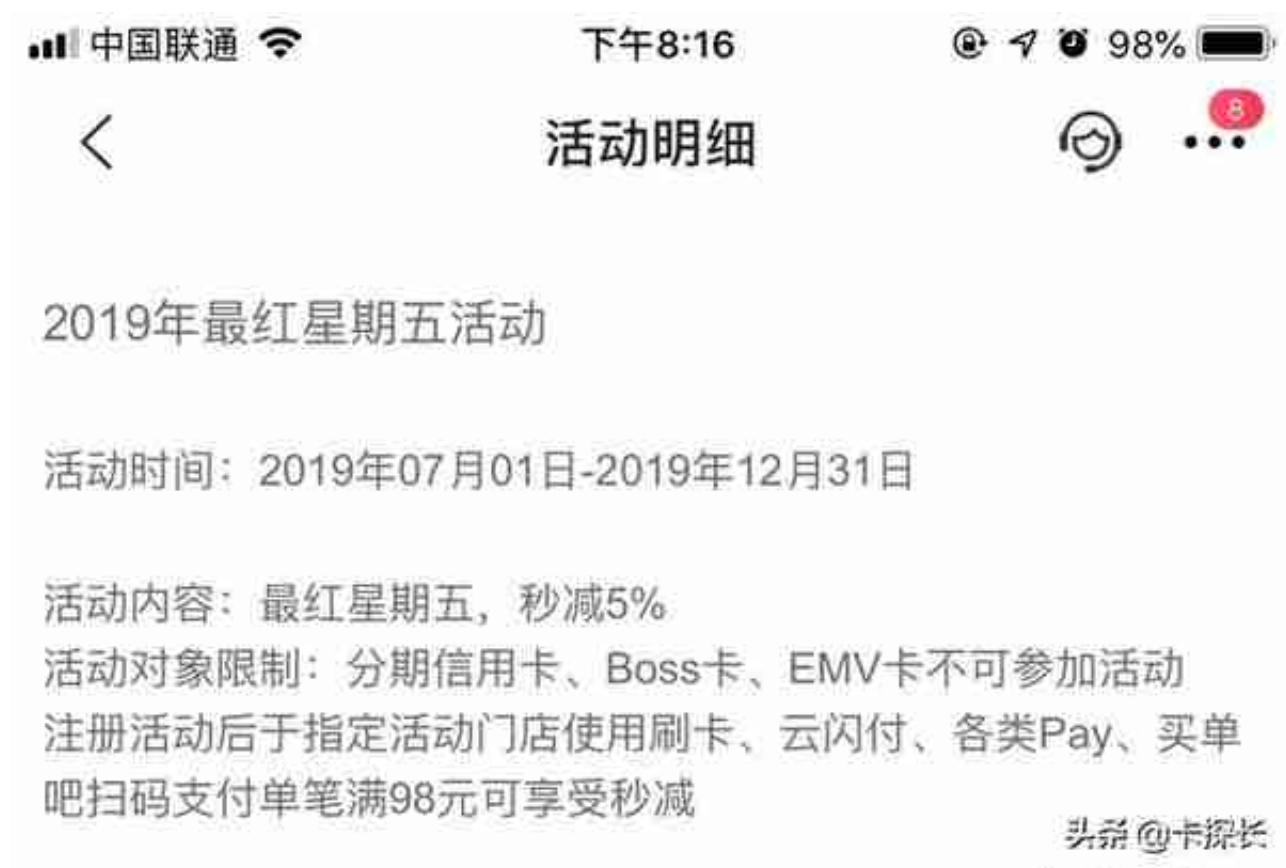 中国联通 下午8:16 98%
活动明细 8
2019年最红星期五活动
活动时间：2019年07月01日-2019年12月31日
活动内容：最红星期五，秒减5%
活动对象限制：分期信用卡、Boss卡、EMV卡不可参加活动
注册活动后于指定活动门店使用刷卡、云闪付、各类Pay、买单
吧扫码支付单笔满98元可享受秒减
头条@卡探长